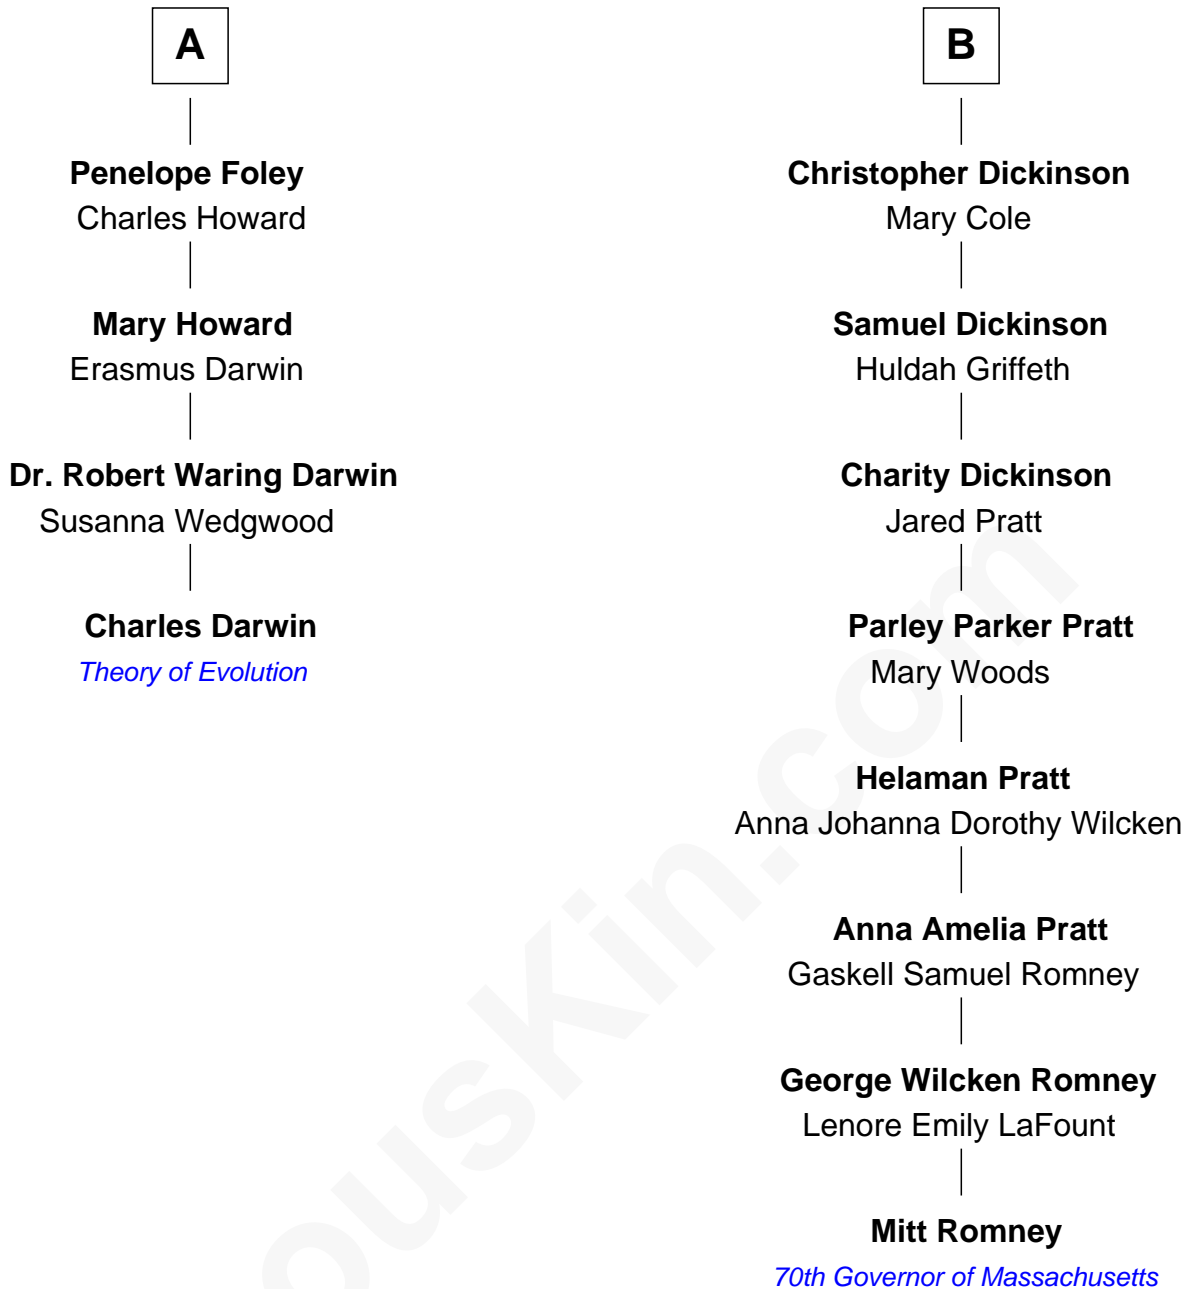 A
Penelope Foley
Charles Howard
Mary Howard
Erasmus Darwin
Dr. Robert Waring Darwin
Susanna Wedgwood
Charles Darwin
Theory of Evolution
B
Christopher Dickinson
Mary Cole
Samuel Dickinson
Huldah Griffeth
Charity Dickinson
Jared Pratt
Parley Parker Pratt
Mary Woods
Helaman Pratt
Anna Johanna Dorothy Wilcken
Anna Amelia Pratt
Gaskell Samuel Romney
George Wilcken Romney
Lenore Emily LaFount
Mitt Romney
70th Governor of Massachusetts
ousKin.com